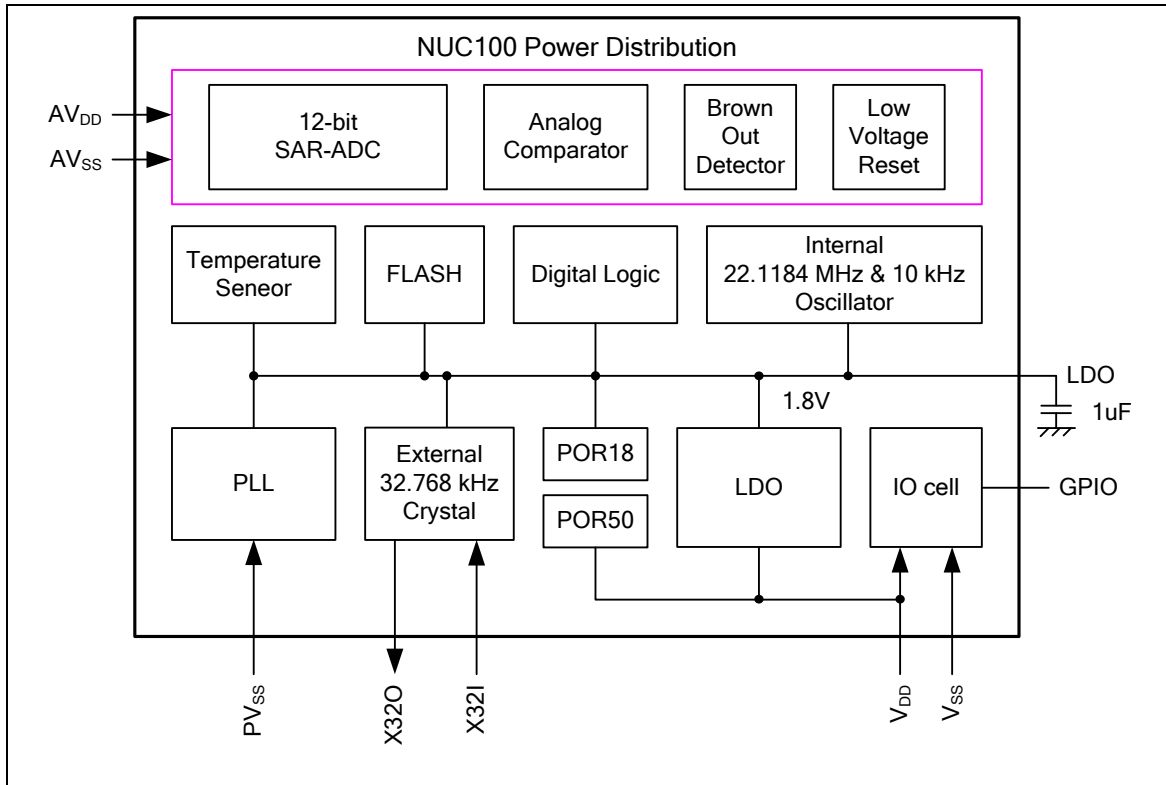 NUC100 Power Distribution
AVDD
AVSS
12-bit
SAR-ADC
Analog
Comparator
Brown
Out
Detector
Low
Voltage
Reset
Temperature
Seneor
FLASH
Digital Logic
Internal
22.1184 MHz & 10 kHz
Oscillator
LDO
1.8V
1uF
PLL
External
32.768 kHz
Crystal
POR18
POR50
LDO
IO cell
GPIO
PVSS
X32O
X32I
VDD
VSS